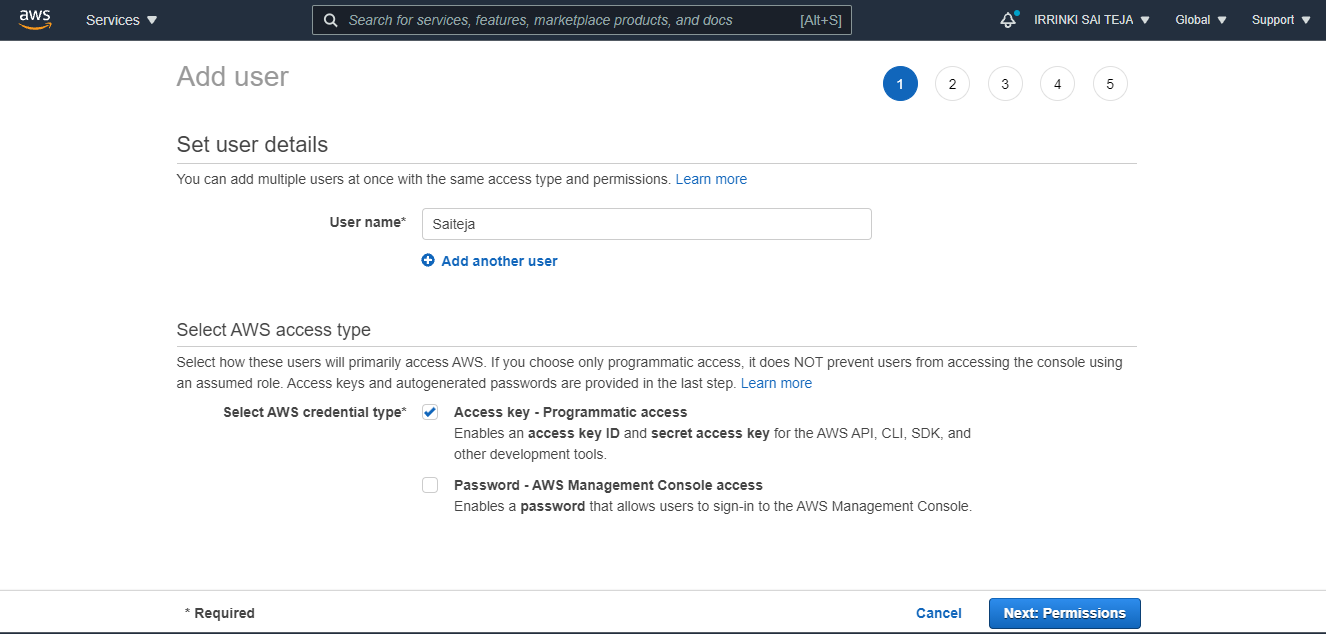 aws
Services
Search for services, features, marketplace products, and docs [Alt+S]
IRRINKI SAI TEJA
Global
Support
Add user
1 2 3 4 5
Set user details
You can add multiple users at once with the same access type and permissions. Learn more
User name* Saiteja
Add another user
Select AWS access type
Select how these users will primarily access AWS. If you choose only programmatic access, it does NOT prevent users from accessing the console using
an assumed role. Access keys and autogenerated passwords are provided in the last step. Learn more
Select AWS credential type* Access key - Programmatic access
Enables an access key ID and secret access key for the AWS API, CLI, SDK, and
other development tools.
Password - AWS Management Console access
Enables a password that allows users to sign-in to the AWS Management Console.
* Required
Cancel
Next: Permissions